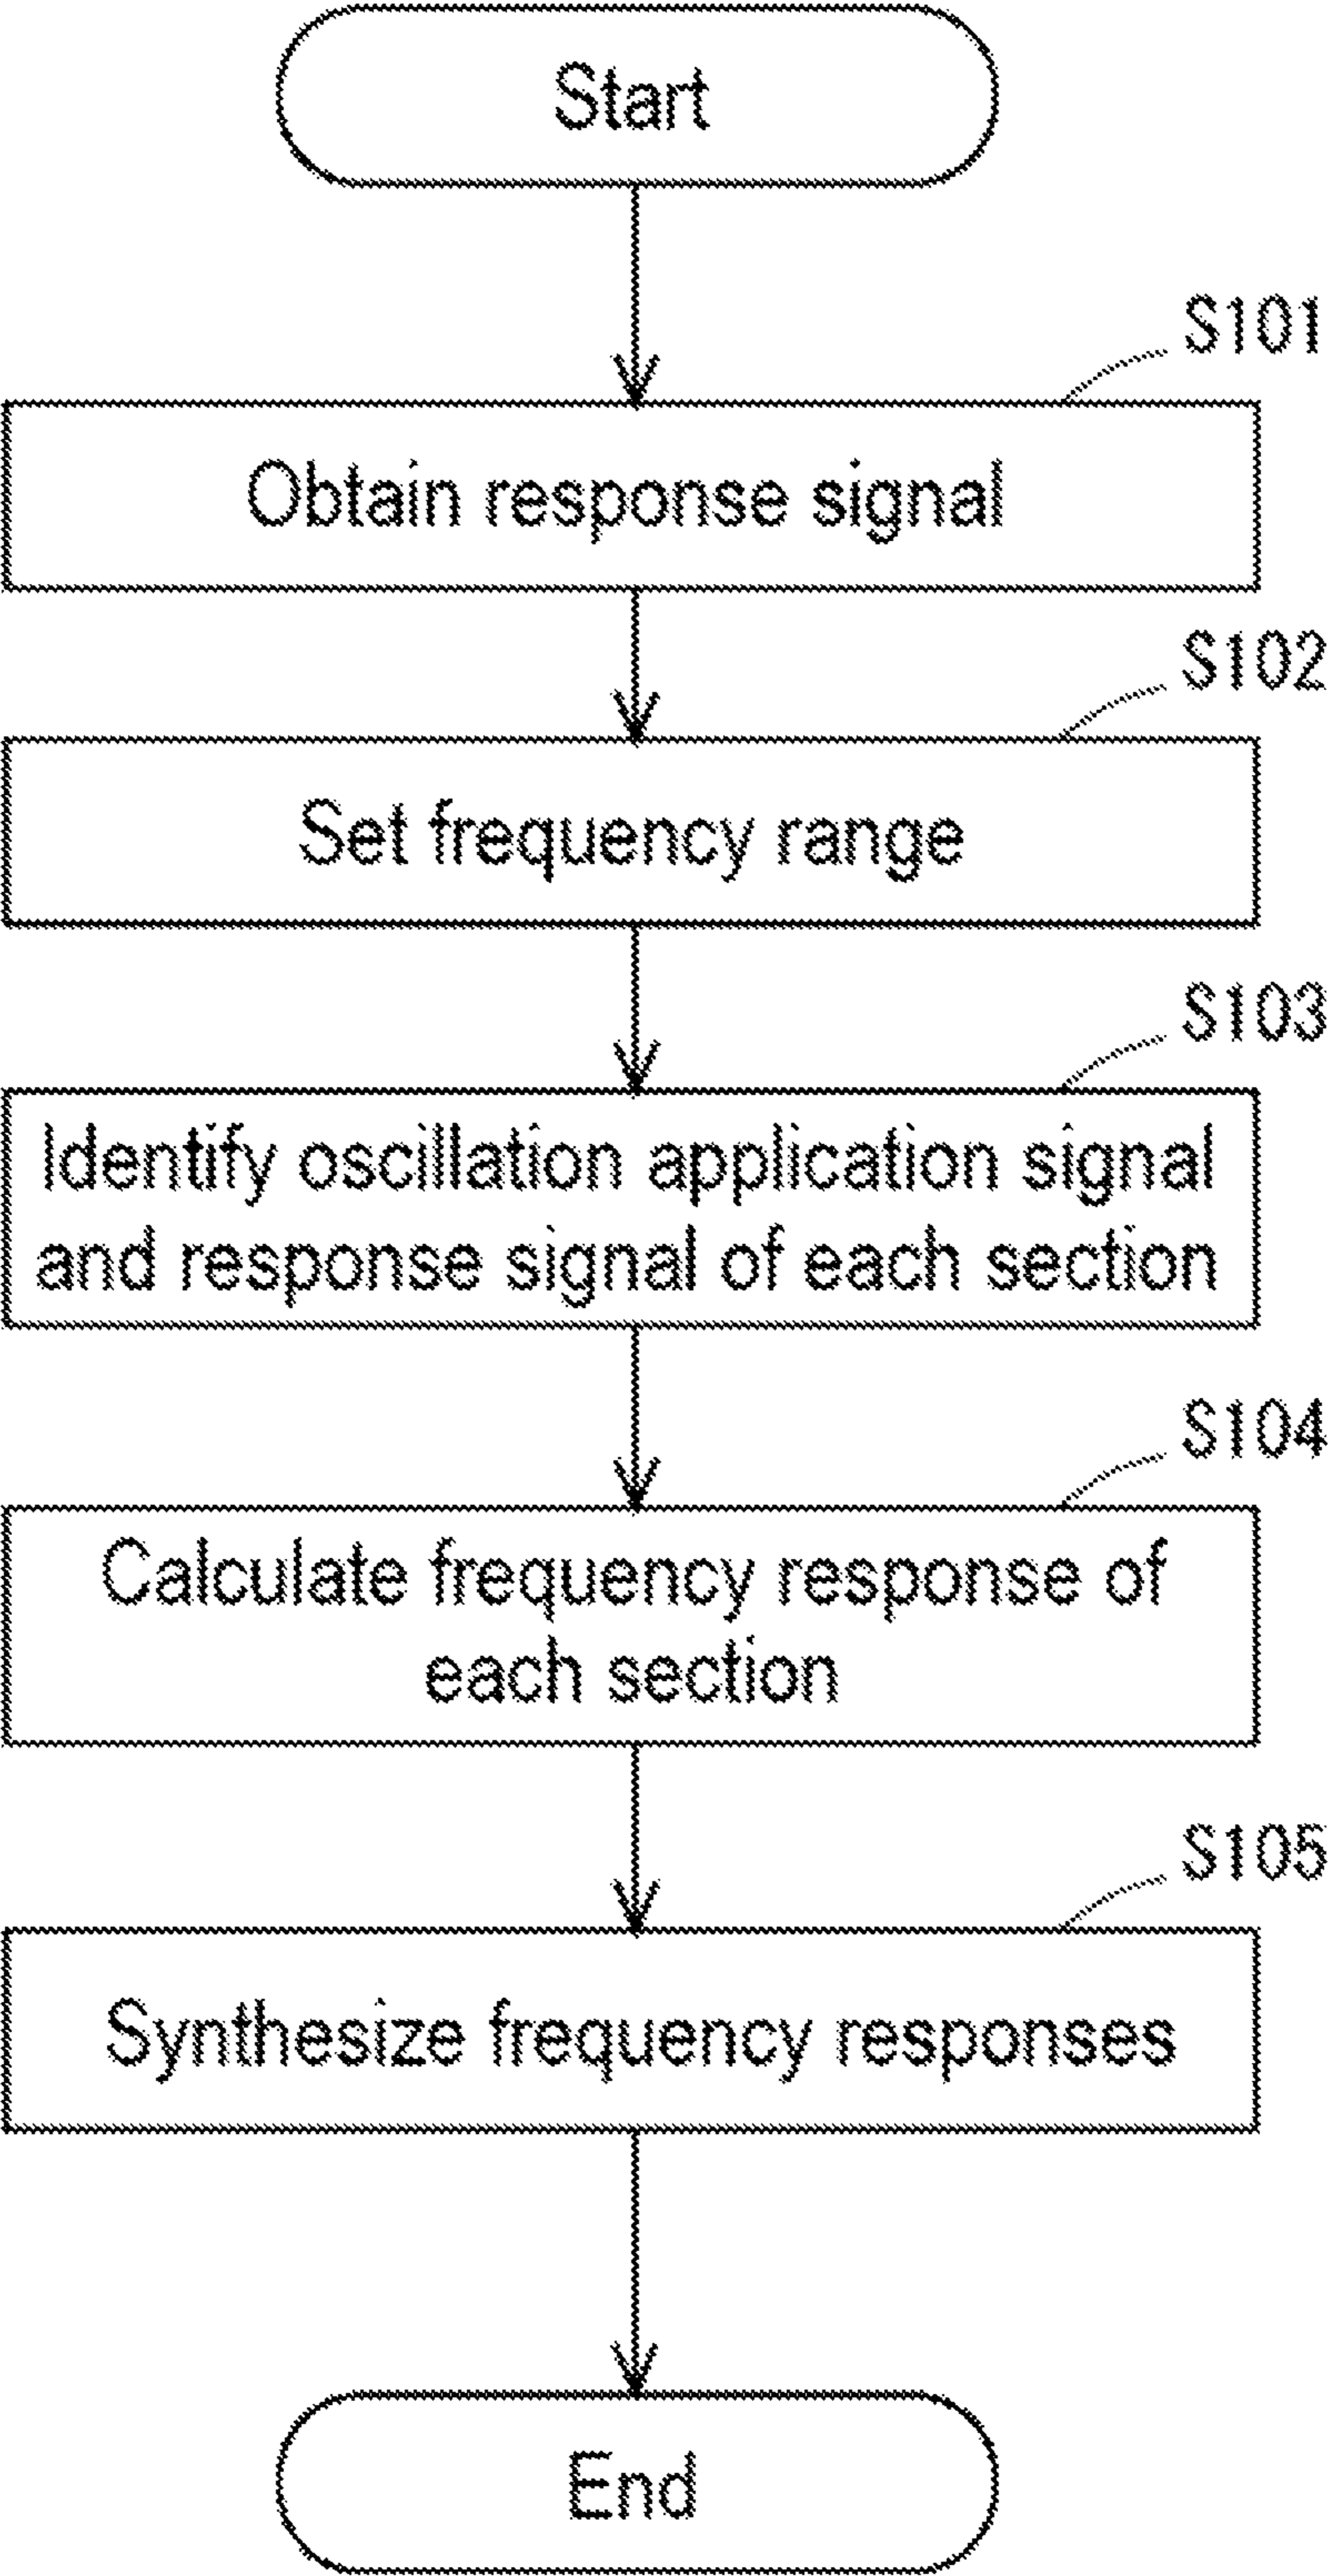 Start
S101
Obtain response signal
S102
Set frequency range
S103
Identify oscillation application signal
and response signal of each section
S104
Calculate frequency response of
each section
S105
Synthesize frequency responses
End